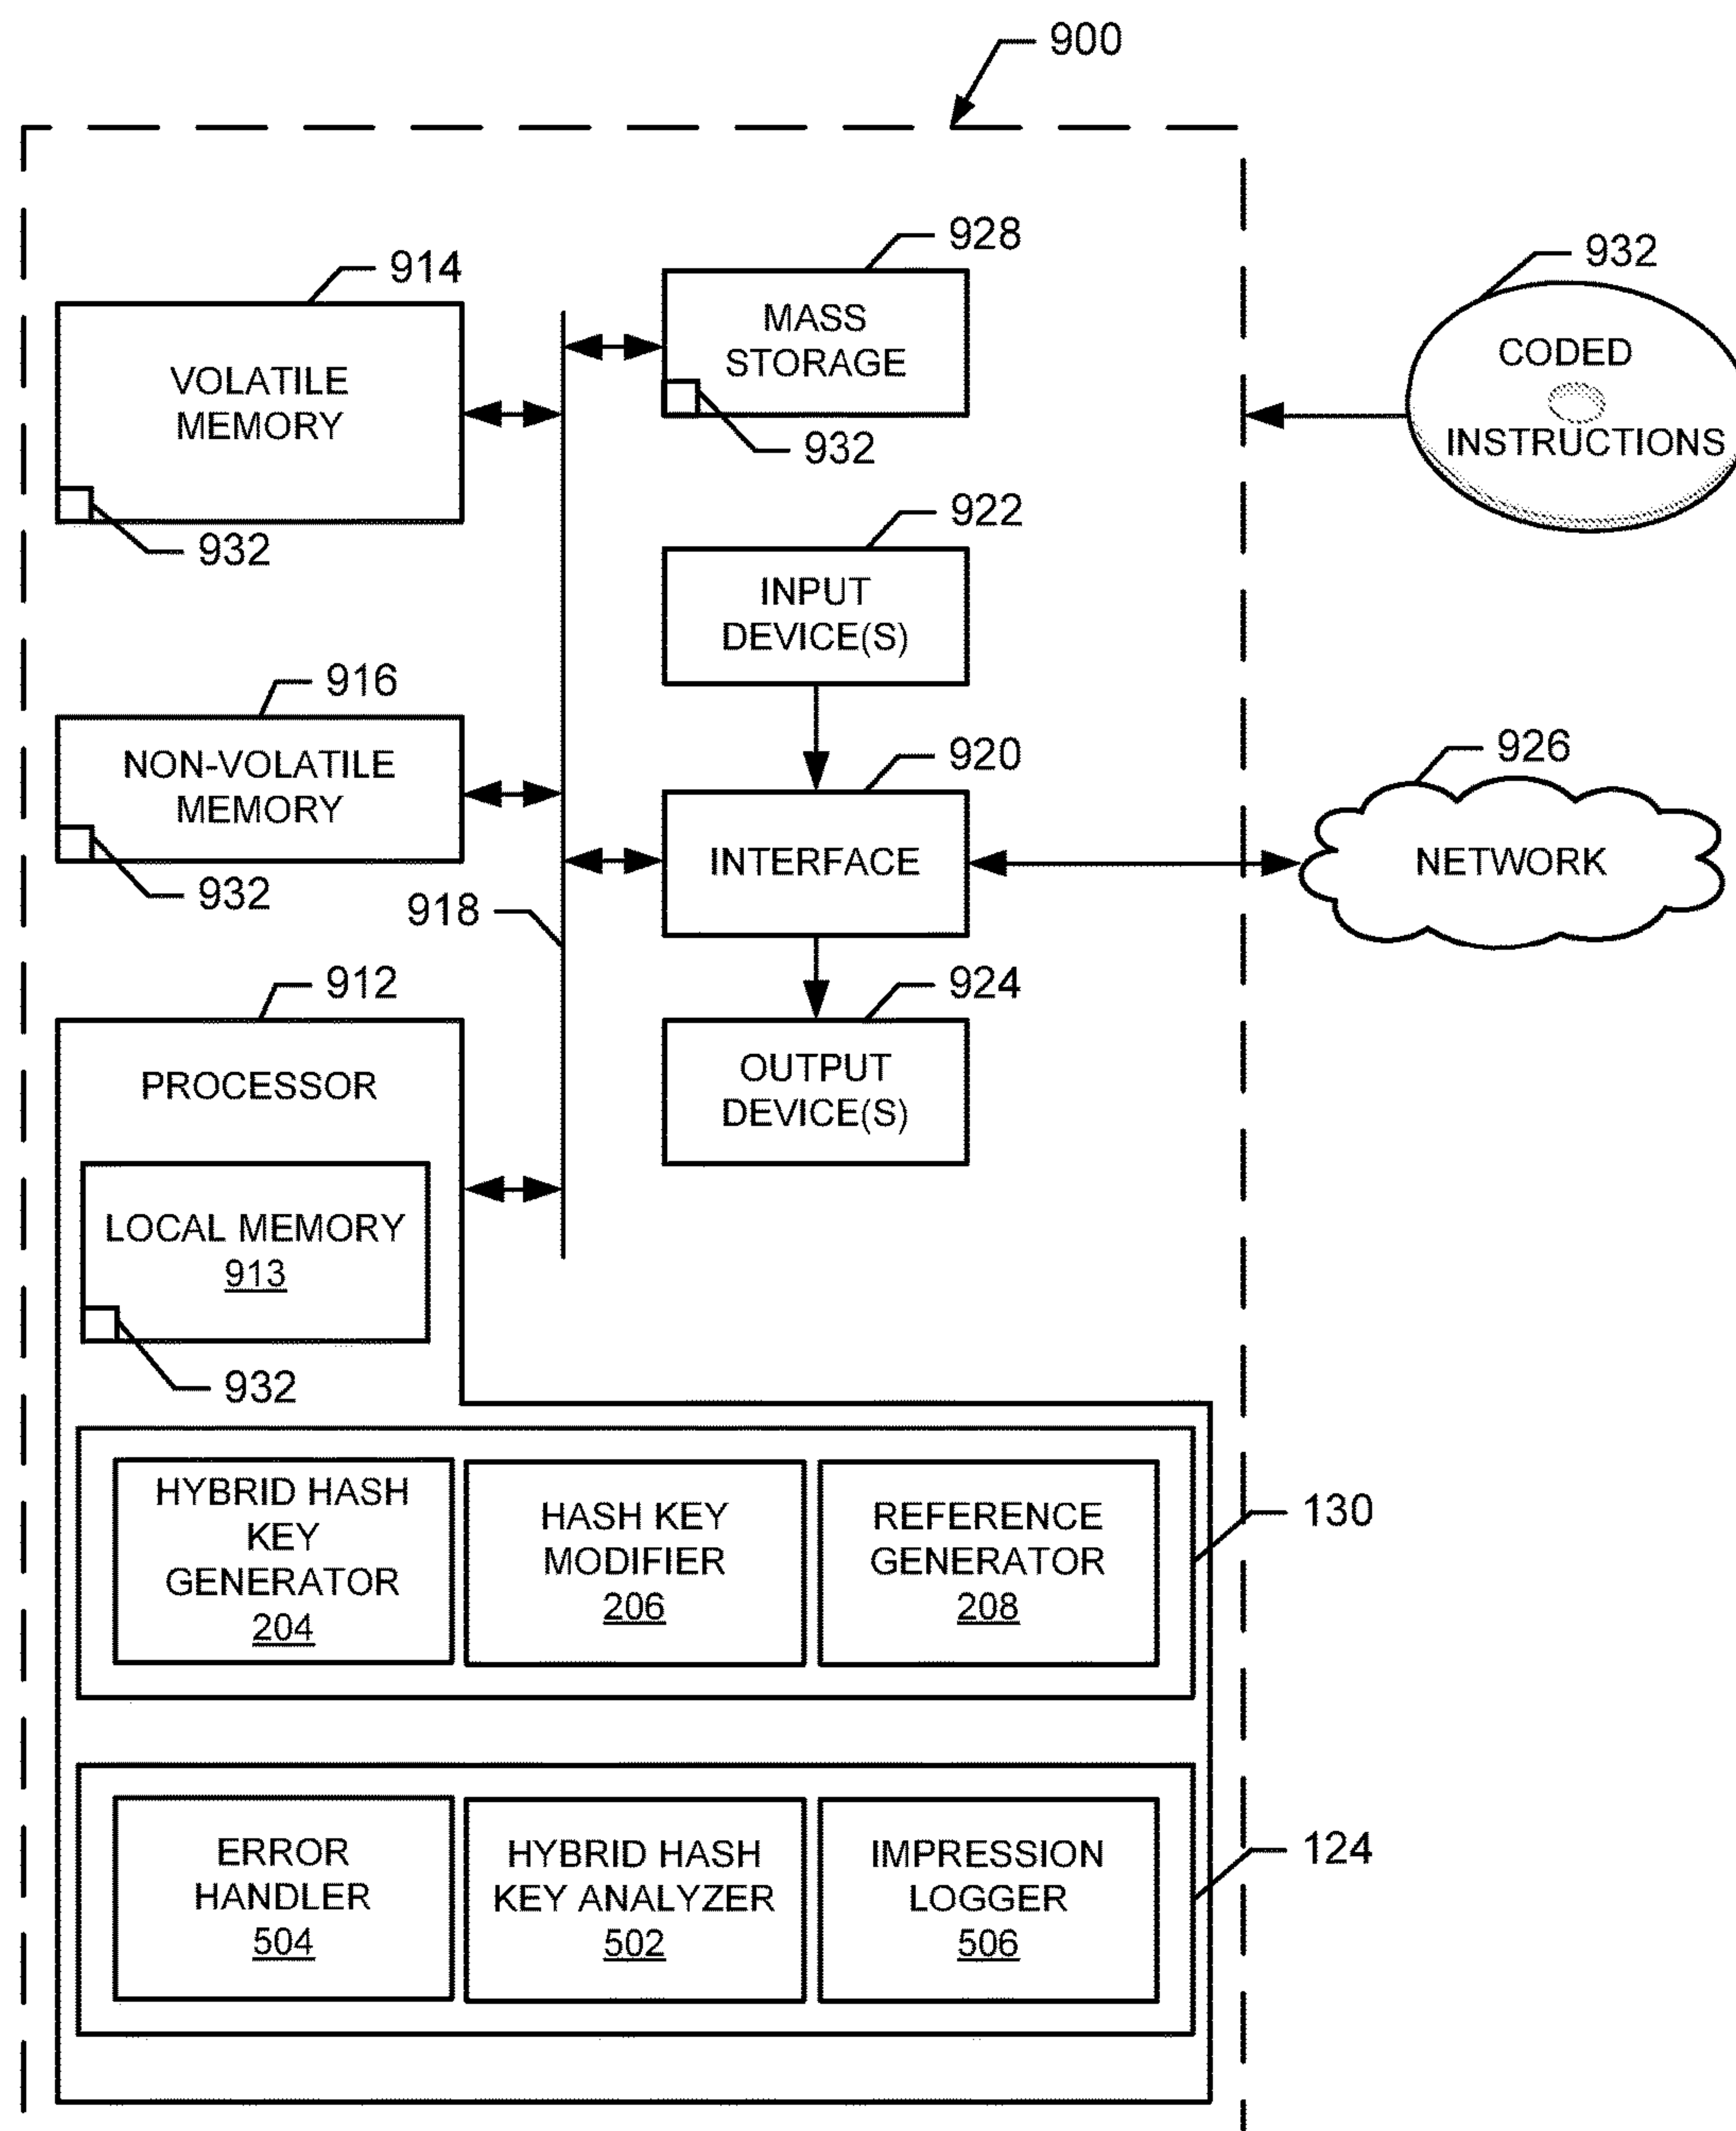 900
928
914
932
MASS
STORAGE
CODED
INSTRUCTIONS
VOLATILE
MEMORY
932
932
922
INPUT
DEVICE(S)
916
920
926
NON-VOLATILE
MEMORY
INTERFACE
NETWORK
932
918
912
924
PROCESSOR
OUTPUT
DEVICE(S)
LOCAL MEMORY
913
932
HYBRID HASH
KEY
GENERATOR
204
HASH KEY
MODIFIER
206
REFERENCE
GENERATOR
208
130
ERROR
HANDLER
504
HYBRID HASH
KEY ANALYZER
502
IMPRESSION
LOGGER
506
124